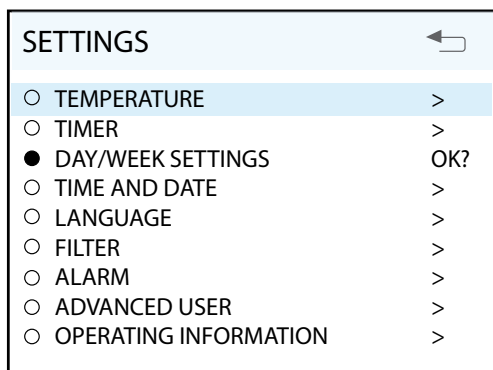 SETTINGS
TEMPERATURE >
TIMER >
DAY/WEEK SETTINGS OK?
TIME AND DATE >
LANGUAGE >
FILTER >
ALARM >
ADVANCED USER >
OPERATING INFORMATION >